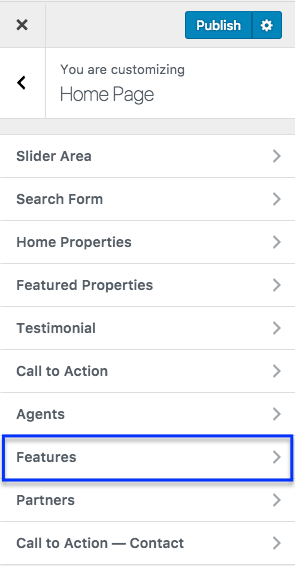 Publish
You are customizing
Home Page
Slider Area
Search Form
Home Properties
Featured Properties
Testimonial
Call to Action
Agents
Features
Partners
Call to Action — Contact